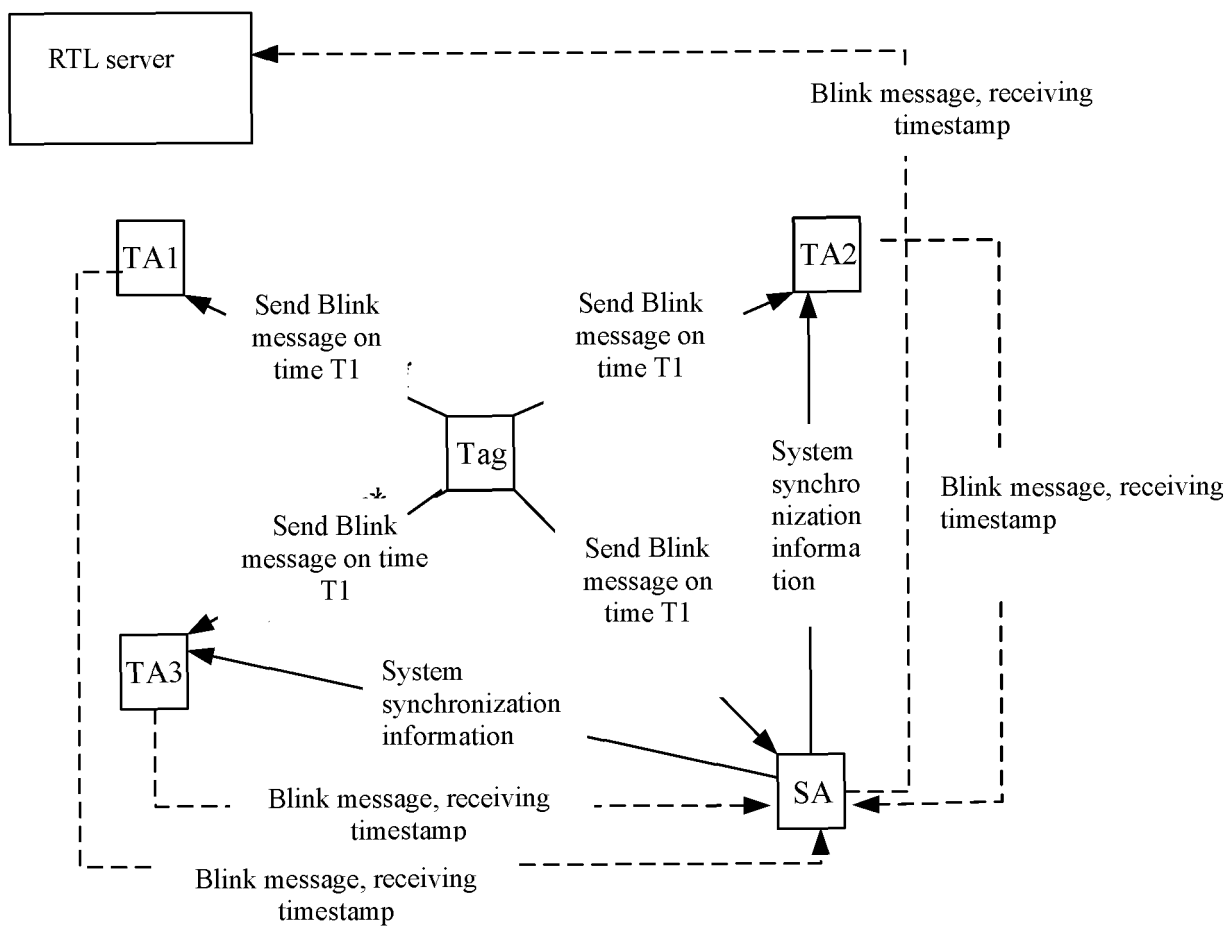 RTL server
Blink message, receiving
timestamp
TA1
TA2
Send Blink
message on
time T1
Send Blink
message on
time T1
Tag
System
synchro
nization
informa
tion
Blink message, receiving
timestamp
Send Blink
message on time
T1
Send Blink
message on
time T1
TA3
System
synchronization
information
SA
Blink message, receiving
timestamp
Blink message, receiving
timestamp